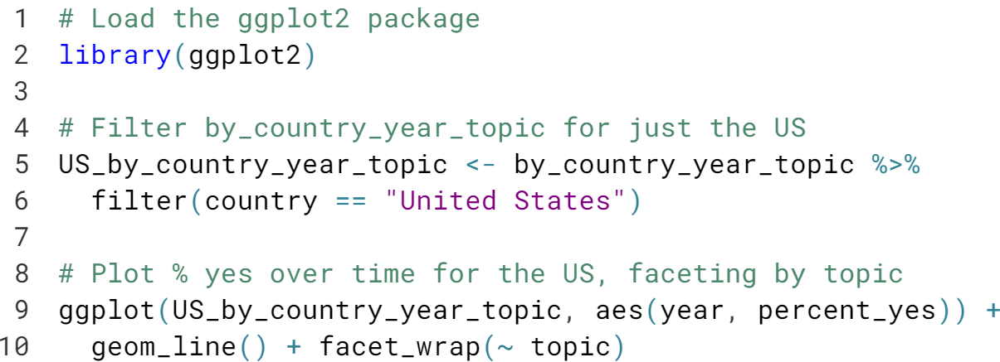 1 # Load the ggplot2 package
2 library(ggplot2)
3
4 # Filter by_country_year_topic for just the US
5 US_by_country_year_topic <- by_country_year_topic %>%
6   filter(country == "United States")
7
8 # Plot % yes over time for the US, faceting by topic
9 ggplot(US_by_country_year_topic, aes(year, percent_yes)) +
10   geom_line() + facet_wrap(~ topic)